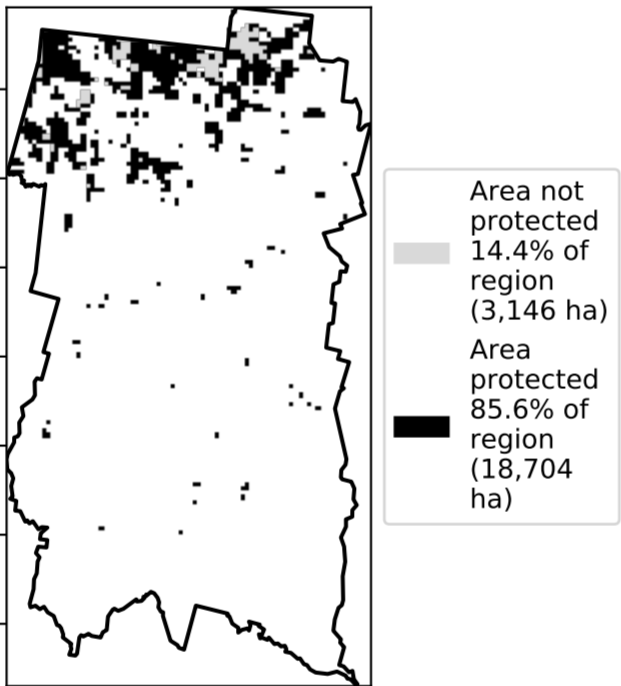 Area not
protected
14.4% of
region
(3,146 ha)
Area
protected
85.6% of
region
(18,704
ha)